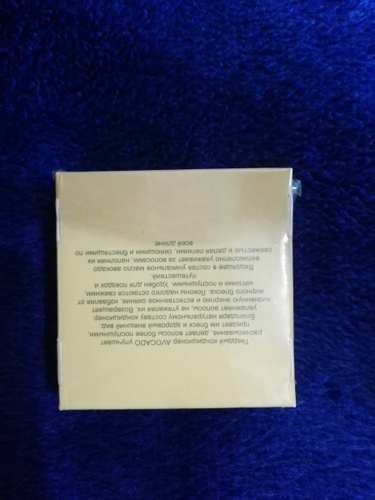 Твердый кондиционер AVOCADO улучшает
расчесывание, делает волосы более послушными,
придает им блеск и здоровый внешний вид.
Благодаря натуральному составу кондиционер
увлажняет волосы, не утяжеляя их. Возвращает
жизненную энергию и естественное сияние, избавляя от
жирного блеска. Локоны надолго остаются свежими,
мягкими и послушными. Удобен для поездок и
путешествий.
Входящее в состав уникальное масло авокадо
великолепно ухаживает за волосами, наполняя их
свежестью и делая легкими, сияющими и блестящими по
всей длине